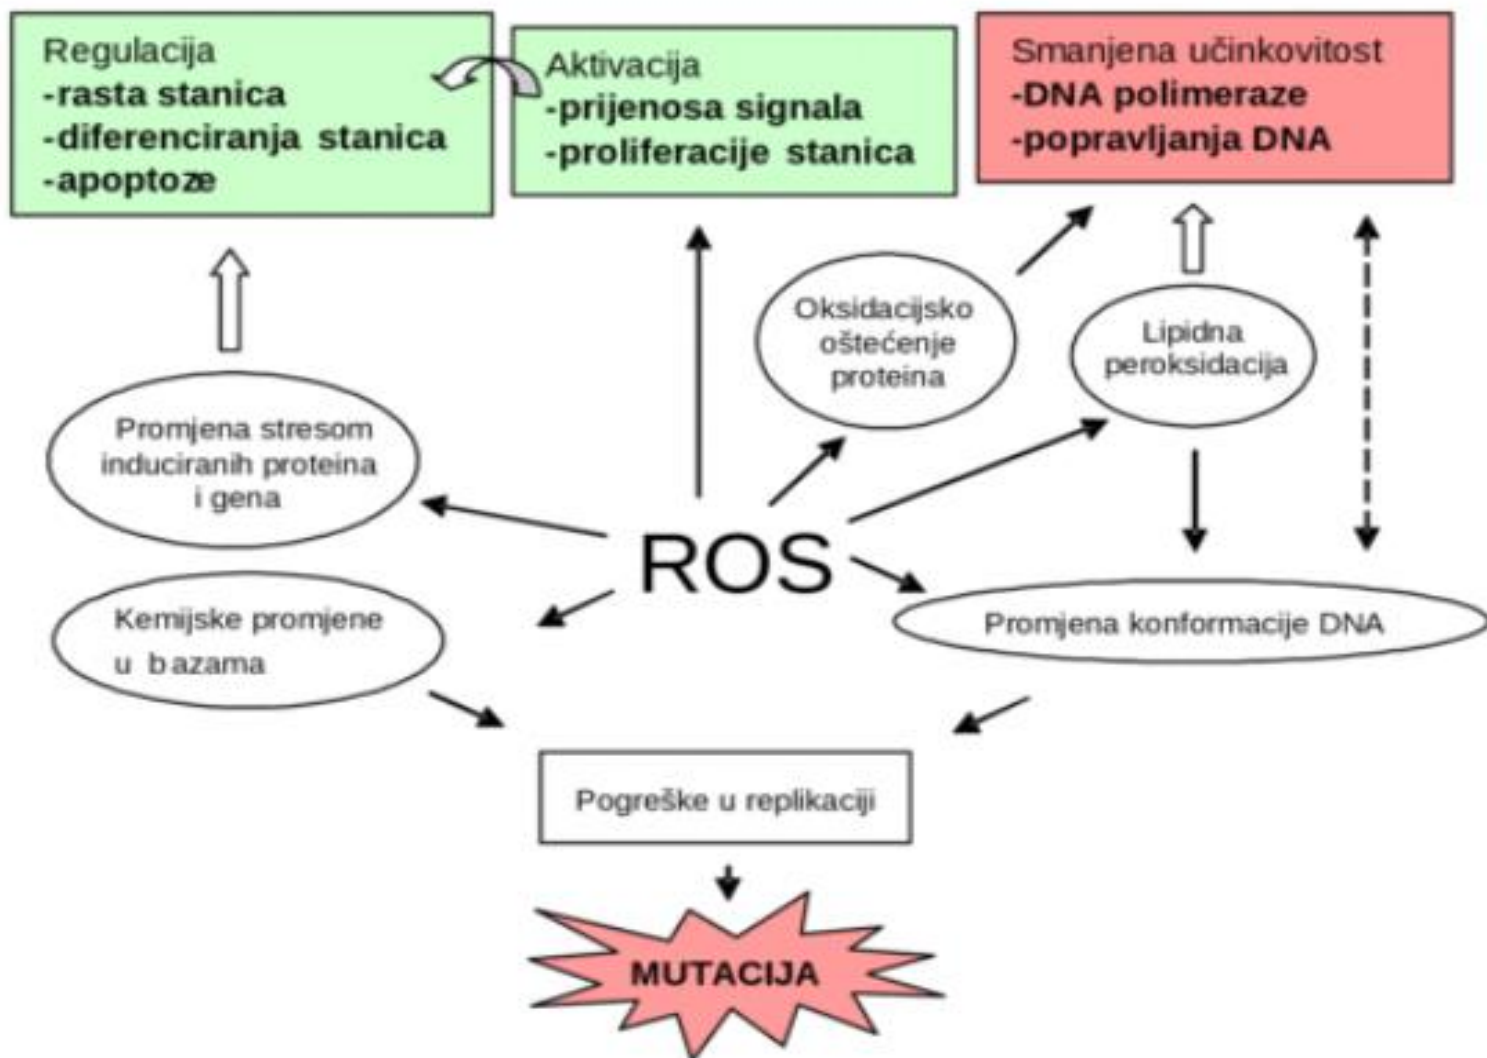 Regulacija
-rasta stanica
-diferenciranja stanica
-apoptoze
Aktivacija
-prijenosa signala
-proliferacije stanica
Smanjena učinkovitost
-DNA polimeraze
-popravljanja DNA
Oksidacijsko
oštećenje
proteina
Lipidna
peroksidacija
Promjena stresom
induciranih proteina
i gena
ROS
Kemijske promjene
u bazama
Promjena konformacije DNA
Pogreške u replikaciji
MUTACIJA